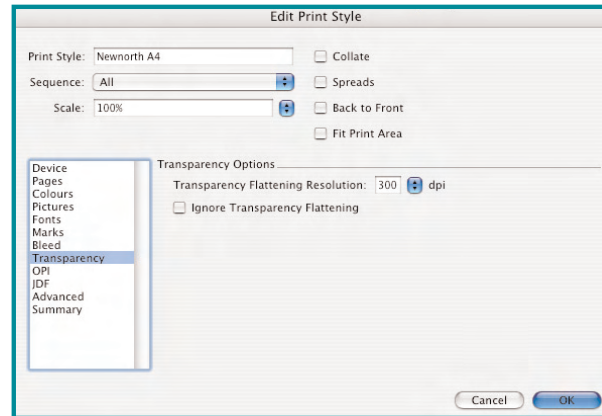 Edit Print Style
Print Style: Newnorth A4
Sequence: All
Scale: 100%
Collate
Spreads
Back to Front
Fit Print Area
Device
Pages
Colours
Pictures
Fonts
Marks
Bleed
Transparency
OPI
JDF
Advanced
Summary
Transparency Options
Transparency Flattening Resolution: 300 dpi
Ignore Transparency Flattening
Cancel OK